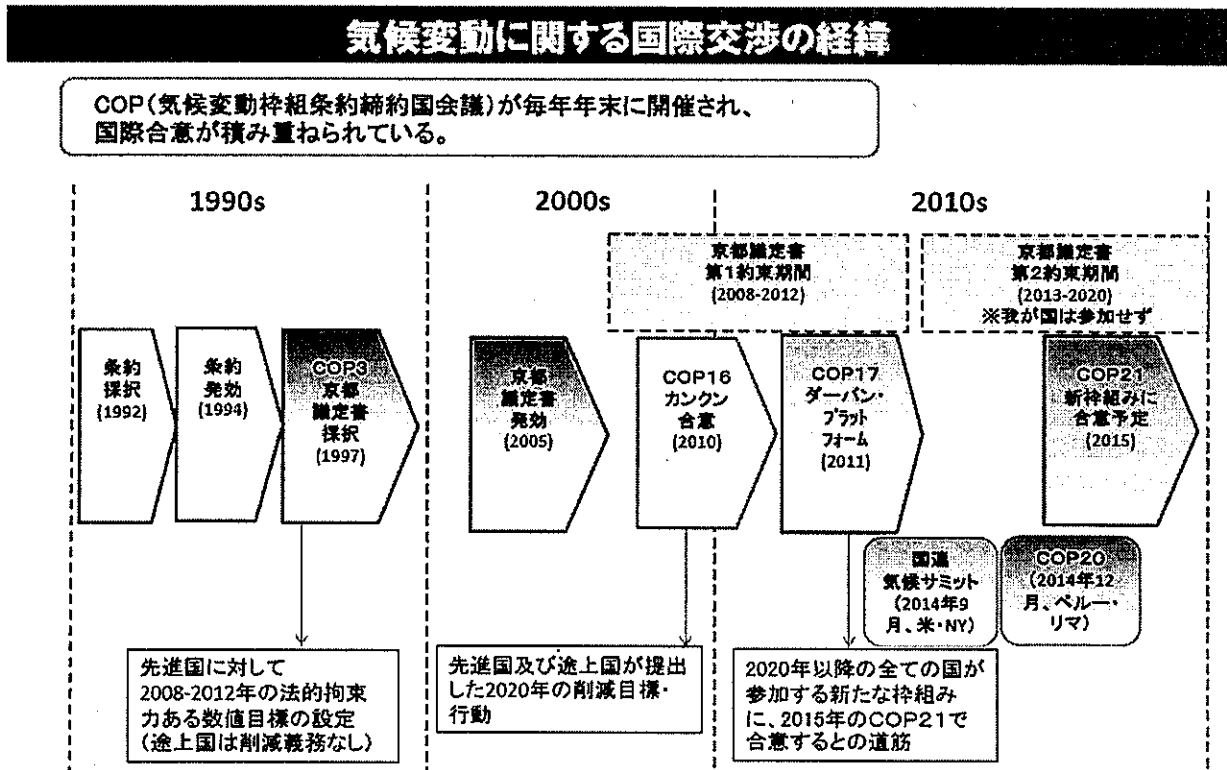 気候変動に関する国際交渉の経緯
COP(気候変動枠組条約締約国会議)が毎年年末に開催され、
国際合意が積み重ねられている。
1990s
2000s
2010s
京都議定書
第1約束期間
(2008-2012)
京都議定書
第2約束期間
(2013-2020)
※我が国は参加せず
条約
採択
(1992)
条約
発効
(1994)
COP3
京都
議定書
採択
(1997)
京都
議定書
発効
(2005)
COP16
カンクン
合意
(2010)
COP17
ダーバン・
プラット
フォーム
(2011)
COP21
新枠組みに
合意予定
(2015)
国連
気候サミット
(2014年9
月、米・NY)
COP20
(2014年12
月、ペルー・
リマ)
先進国に対して
2008-2012年の法的拘束
力ある数値目標の設定
(途上国は削減義務なし)
先進国及び途上国が提出
した2020年の削減目標・
行動
2020年以降の全ての国が
参加する新たな枠組み
に、2015年のCOP21で
合意するとの道筋